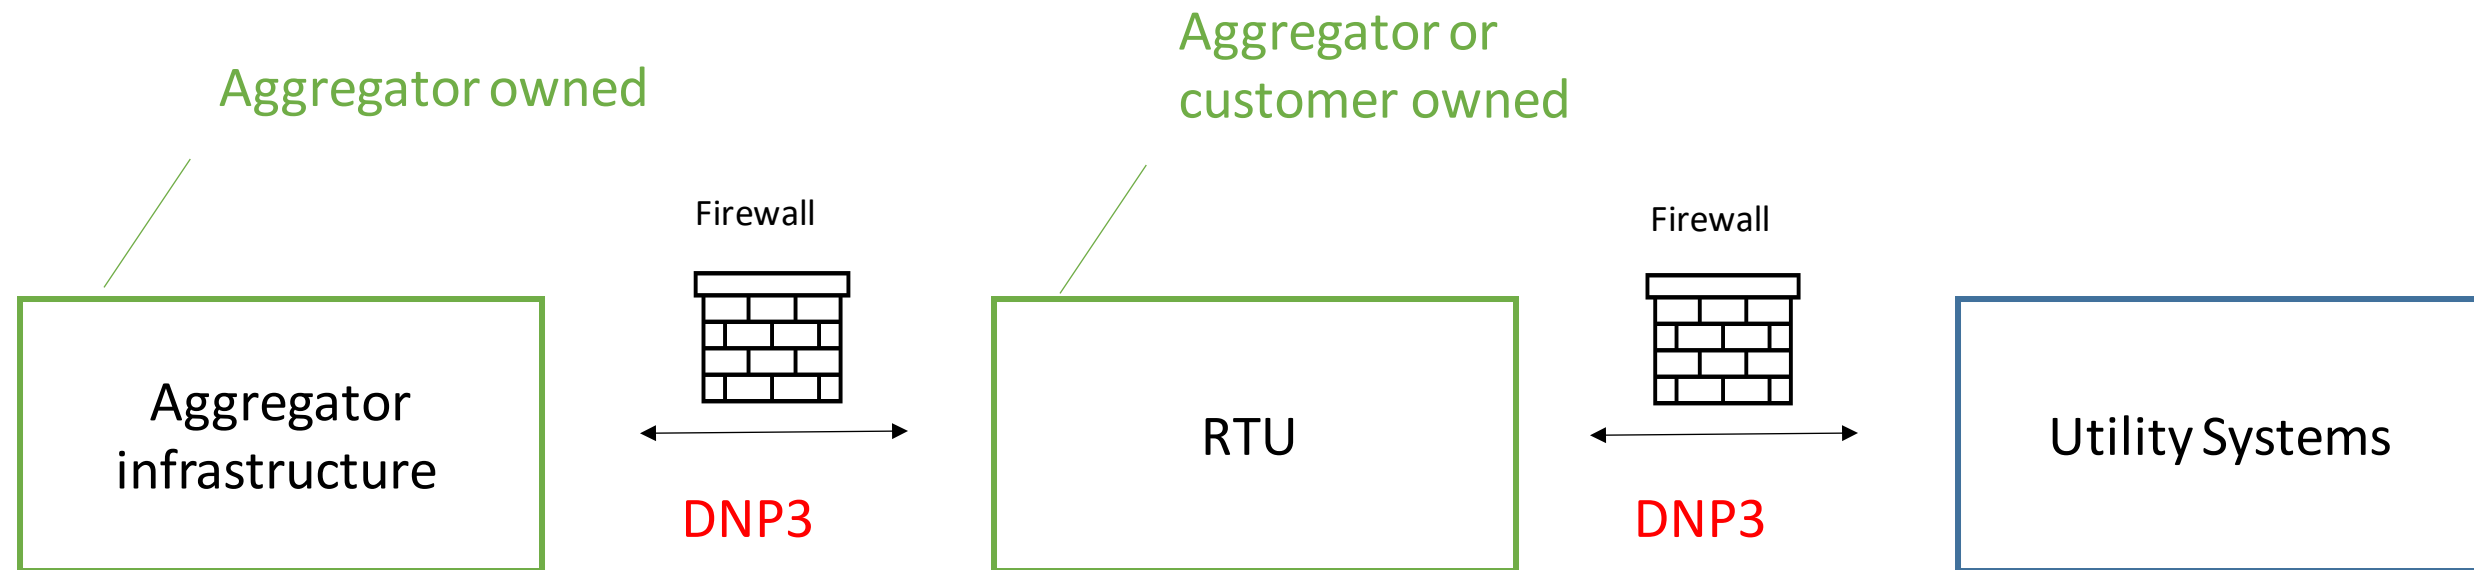 Aggregator owned
Aggregator or
customer owned
Firewall
Firewall
Aggregator
infrastructure
RTU
Utility Systems
DNP3
DNP3